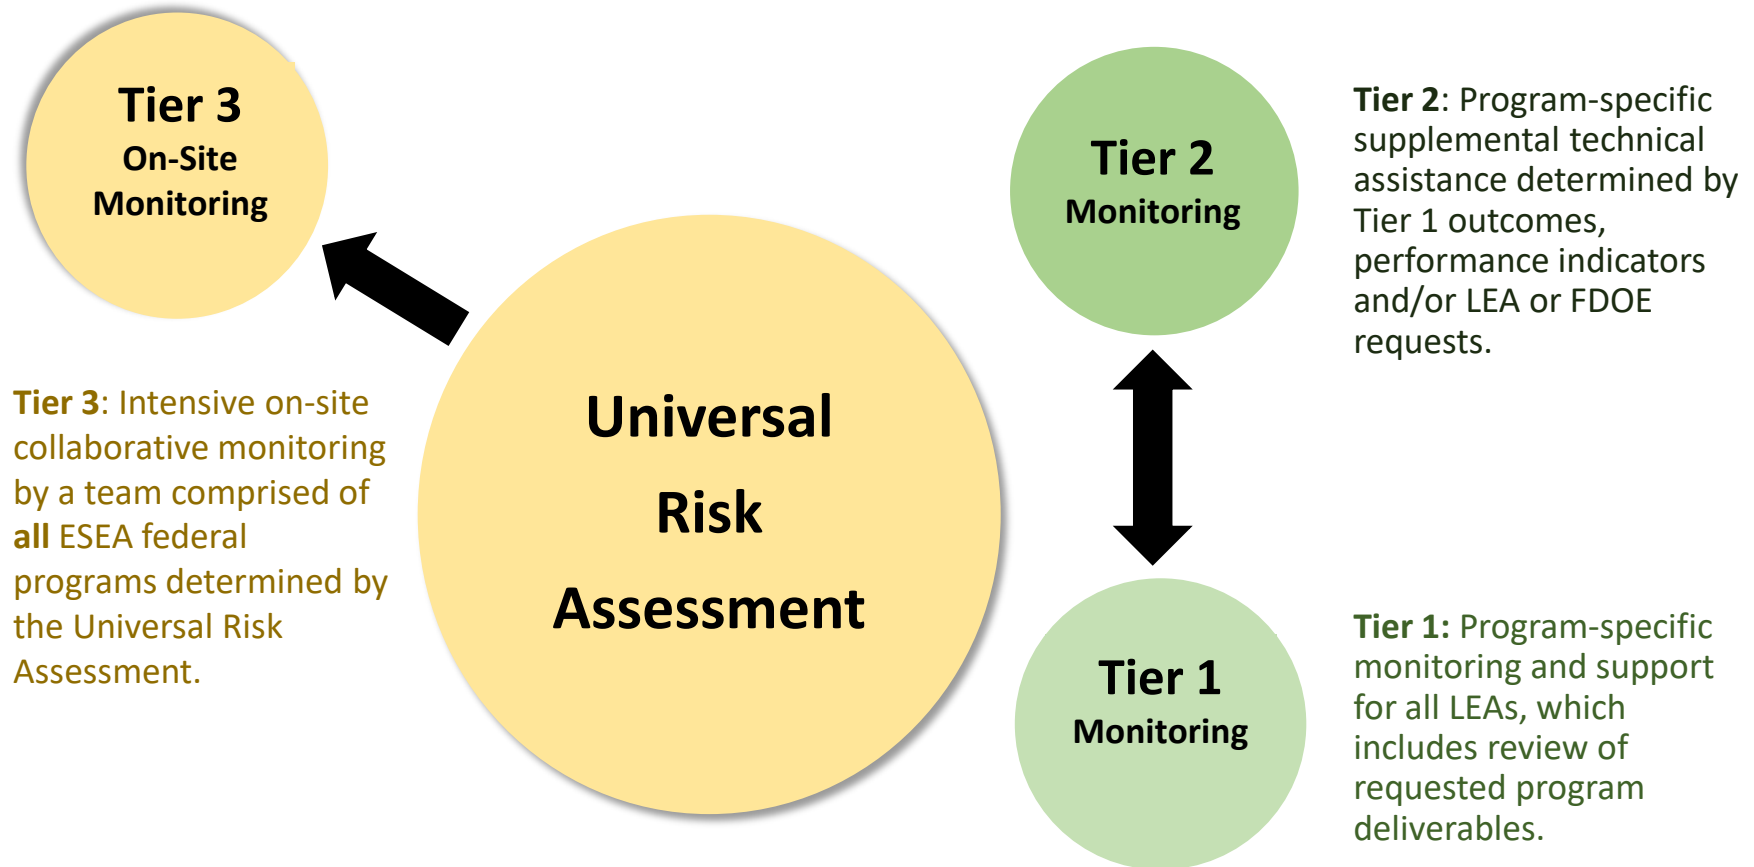 Tier 3
On-Site
Monitoring
Tier 3: Intensive on-site
collaborative monitoring
by a team comprised of
all ESEA federal
programs determined by
the Universal Risk
Assessment.
Universal
Risk
Assessment
Tier 2
Monitoring
Tier 2: Program-specific
supplemental technical
assistance determined by
Tier 1 outcomes,
performance indicators
and/or LEA or FDOE
requests.
Tier 1
Monitoring
Tier 1: Program-specific
monitoring and support
for all LEAs, which
includes review of
requested program
deliverables.